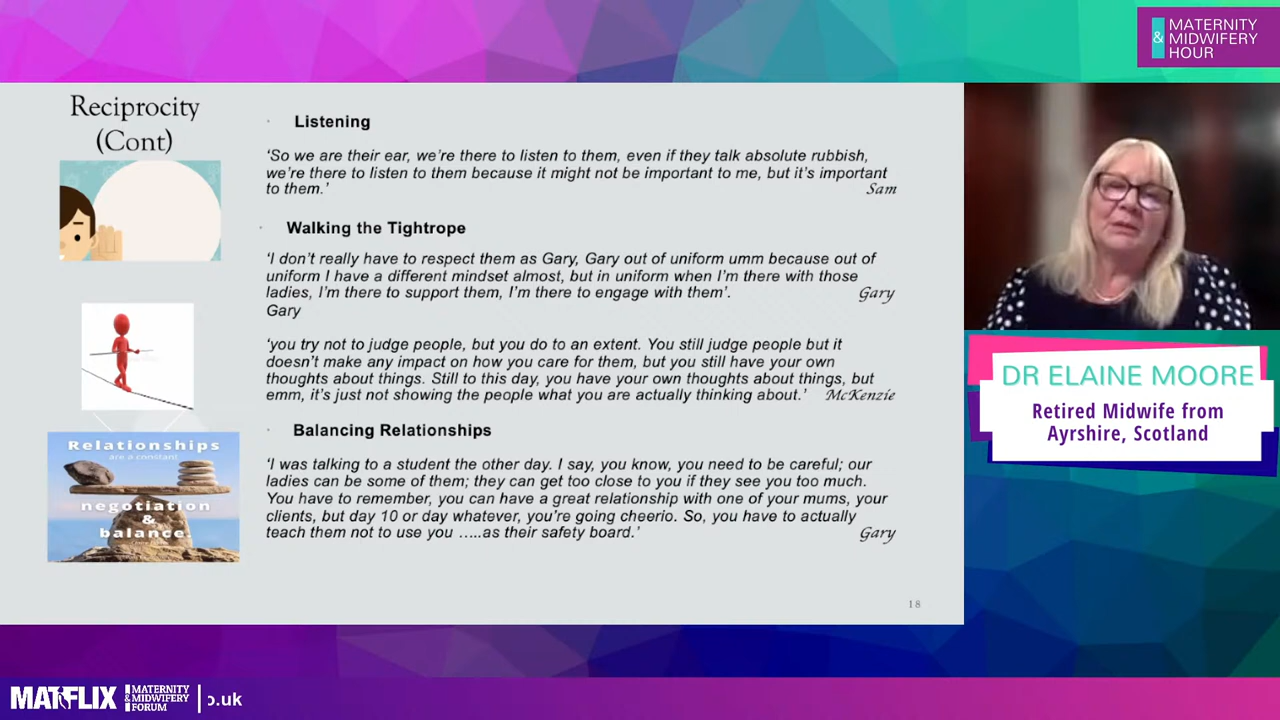 MATERNITY
& MIDWIFERY
HOUR
Reciprocity
(Cont)
· Listening
‘So we are their ear, we’re there to listen to them, even if they talk absolute rubbish,
we’re there to listen to them because it might not be important to me, but it’s important
to them.’ Sam
· Walking the Tightrope
‘I don’t really have to respect them as Gary, Gary out of uniform umm because out of
uniform I have a different mindset almost, but in uniform when I’m there with those
ladies, I’m there to support them, I’m there to engage with them’. Gary
Gary
‘you try not to judge people, but you do to an extent. You still judge people but it
doesn’t make any impact on how you care for them, but you still have your own
thoughts about things. Still to this day, you have your own thoughts about things, but
emm, it’s just not showing the people what you are actually thinking about.’ McKenzie
· Balancing Relationships
‘I was talking to a student the other day. I say, you know, you need to be careful; our
ladies can be some of them; they can get too close to you if they see you too much.
You have to remember, you can have a great relationship with one of your mums, your
clients, but day 10 or day whatever, you’re going cheerio. So, you have to actually
teach them not to use you …..as their safety board.’ Gary
Relationships
are a constant
negotiation
&
balance.
18
DR ELAINE MOORE
Retired Midwife from
Ayrshire, Scotland
MATFLIX
MATERNITY
& MIDWIFERY
FORUM
o.uk